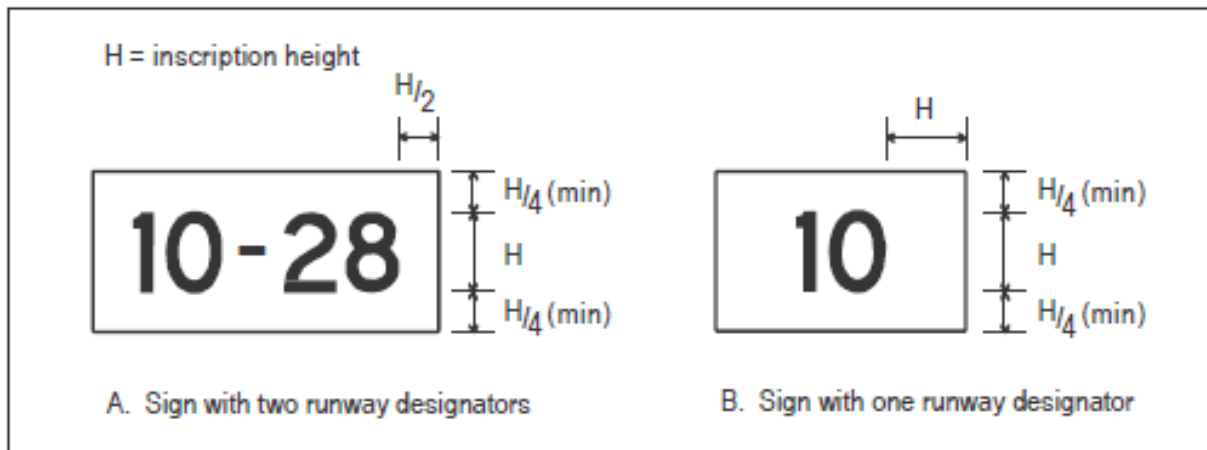 H = inscription height
H/2
H
H/4 (min)
H/4 (min)
10-28
10
H
H
H/4 (min)
H/4 (min)
A. Sign with two runway designators
B. Sign with one runway designator